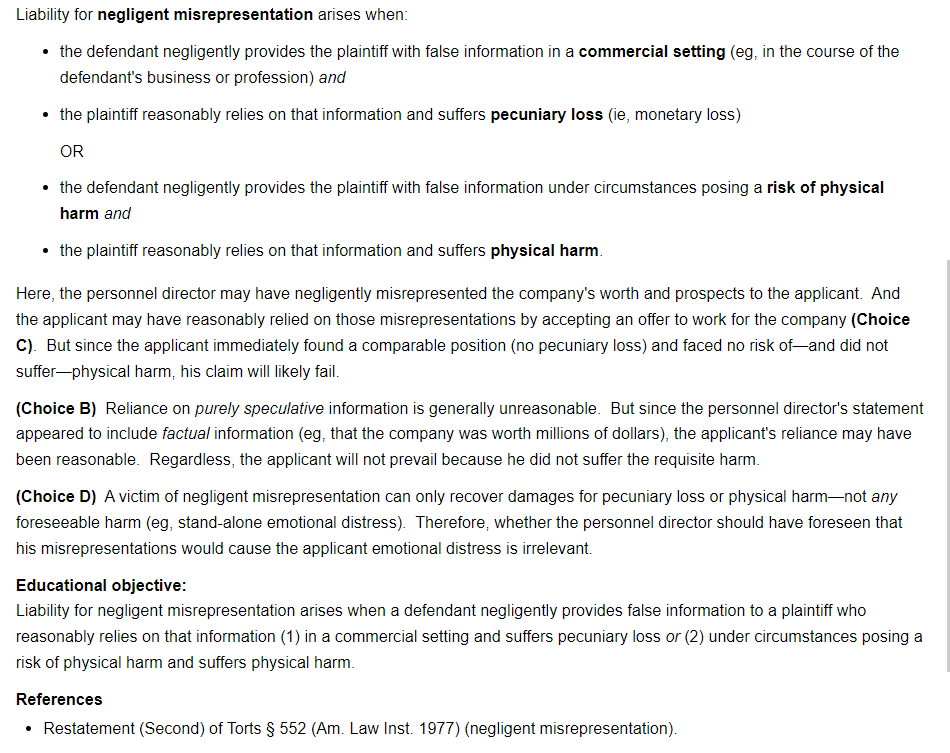 Liability for negligent misrepresentation arises when:
• the defendant negligently provides the plaintiff with false information in a commercial setting (eg, in the course of the
defendant's business or profession) and
• the plaintiff reasonably relies on that information and suffers pecuniary loss (ie, monetary loss)
OR
• the defendant negligently provides the plaintiff with false information under circumstances posing a risk of physical
harm and
• the plaintiff reasonably relies on that information and suffers physical harm.
Here, the personnel director may have negligently misrepresented the company's worth and prospects to the applicant. And
the applicant may have reasonably relied on those misrepresentations by accepting an offer to work for the company (Choice
C). But since the applicant immediately found a comparable position (no pecuniary loss) and faced no risk of—and did not
suffer—physical harm, his claim will likely fail.
(Choice B) Reliance on purely speculative information is generally unreasonable. But since the personnel director's statement
appeared to include factual information (eg, that the company was worth millions of dollars), the applicant's reliance may have
been reasonable. Regardless, the applicant will not prevail because he did not suffer the requisite harm.
(Choice D) A victim of negligent misrepresentation can only recover damages for pecuniary loss or physical harm—not any
foreseeable harm (eg, stand-alone emotional distress). Therefore, whether the personnel director should have foreseen that
his misrepresentations would cause the applicant emotional distress is irrelevant.
Educational objective:
Liability for negligent misrepresentation arises when a defendant negligently provides false information to a plaintiff who
reasonably relies on that information (1) in a commercial setting and suffers pecuniary loss or (2) under circumstances posing a
risk of physical harm and suffers physical harm.
References
• Restatement (Second) of Torts § 552 (Am. Law Inst. 1977) (negligent misrepresentation).